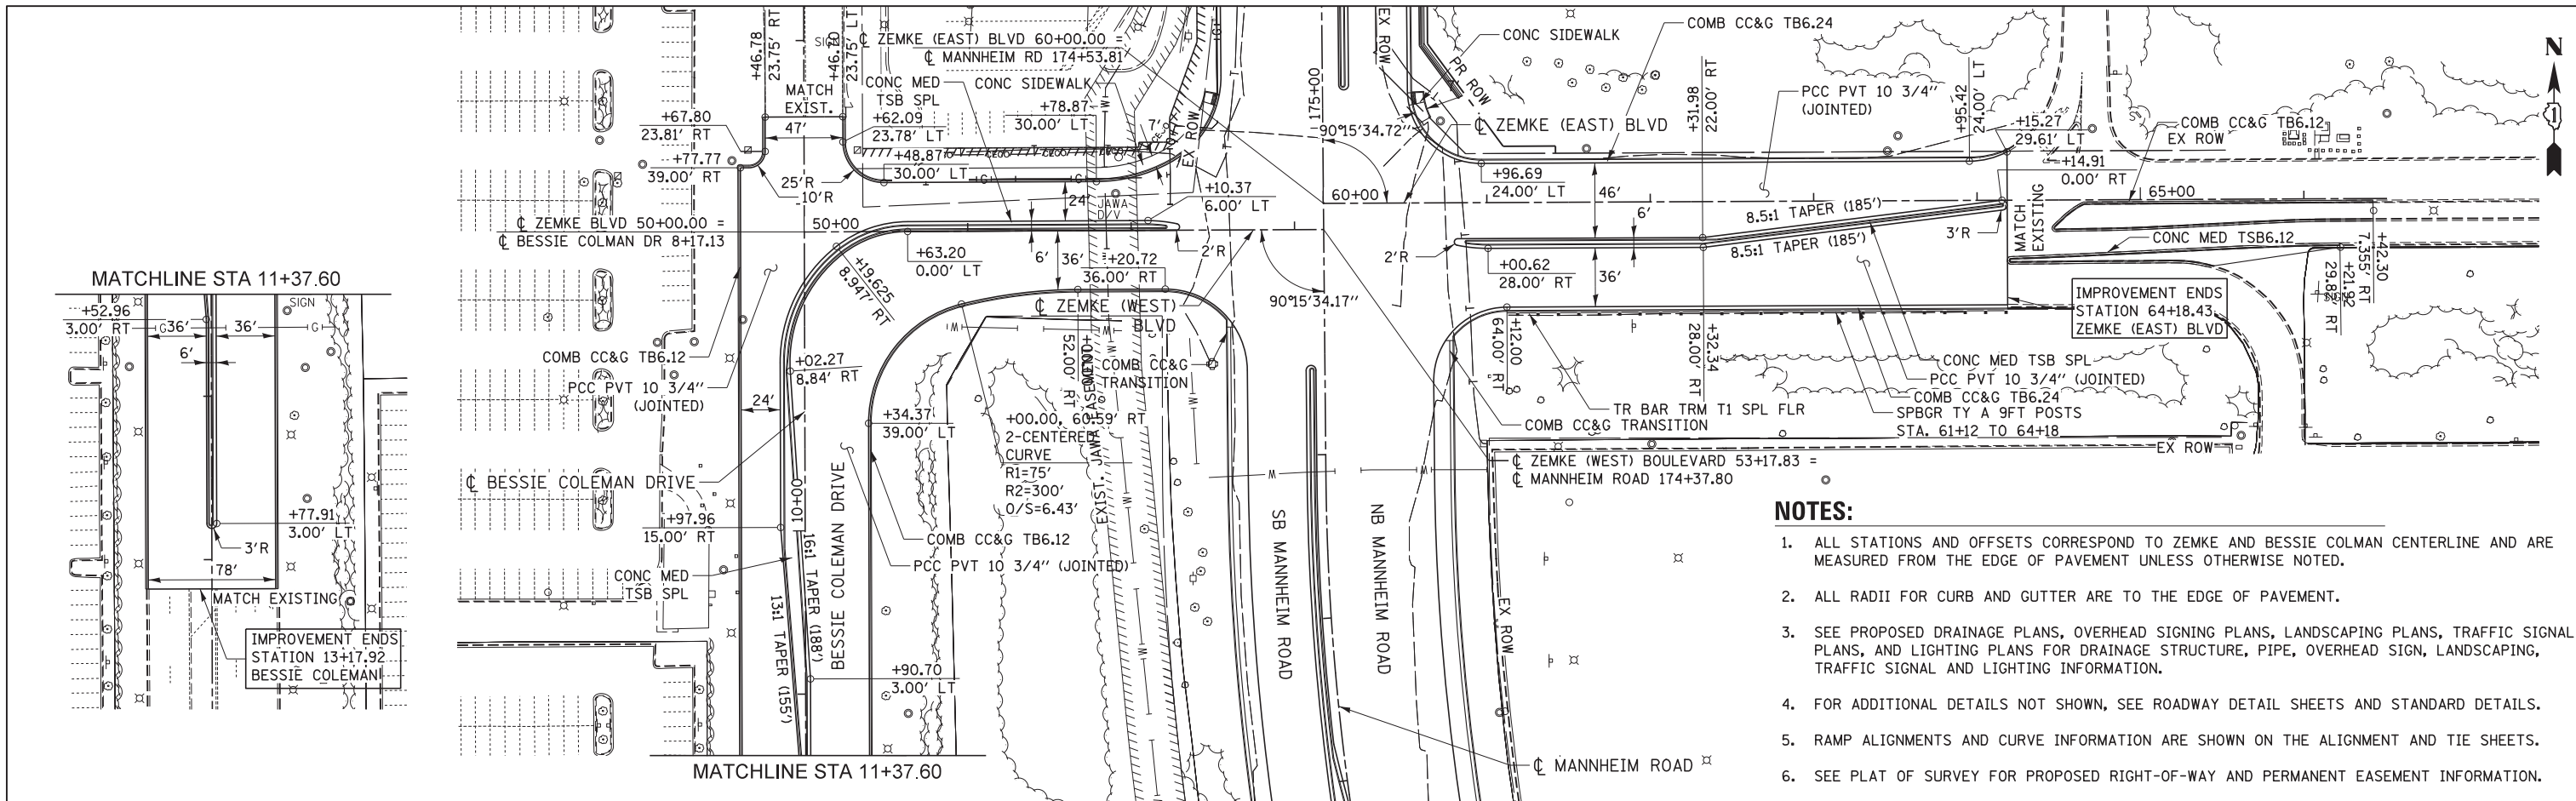 MATCHLINE STA 11+37.60
+52.96
3.00' RT
G
36'
36'
G
SIGN
6'
+77.91
3.00' LT
3'R
78'
MATCH EXISTING
IMPROVEMENT ENDS
STATION 13+17.92
BESSIE COLEMAN
+46.78
23.75' RT
SIGN
+46.70
23.75' LT
℄ ZEMKE (EAST) BLVD 60+00.00 =
℄ MANNHEIM RD 174+53.81
MATCH
EXIST.
CONC MED
TSB SPL
CONC SIDEWALK
+67.80
23.81' RT
47'
+62.09
23.78' LT
+78.87
30.00' LT
7'
+77.77
39.00' RT
+48.87
30.00' LT
25'R
10'R
G
24'
JAWA
D/V
EX ROW
+10.37
6.00' LT
℄ ZEMKE BLVD 50+00.00 =
℄ BESSIE COLMAN DR 8+17.13
50+00
+63.20
0.00' LT
6'
36'
+20.72
36.00' RT
2'R
+19.625
8.947' RT
℄ ZEMKE (WEST)
BLVD
90°15'34.17"
COMB CC&G TB6.12
PCC PVT 10 3/4"
(JOINTED)
+02.27
8.84' RT
24'
52.00' RT
COMB CC&G
TRANSITION
+34.37
39.00' LT
+00.00, 60.59' RT
2-CENTERED
CURVE
R1=75'
R2=300'
O/S=6.43'
℄ BESSIE COLEMAN DRIVE
10+00
+97.96
15.00' RT
COMB CC&G TB6.12
PCC PVT 10 3/4" (JOINTED)
CONC MED
TSB SPL
16:1 TAPER (188')
13:1 TAPER (155')
BESSIE COLEMAN DRIVE
EXIST. JAWA EASEMENT
+90.70
3.00' LT
MATCHLINE STA 11+37.60
175+00
EX ROW
CONC SIDEWALK
PR ROW
COMB CC&G TB6.24
90°15'34.72"
℄ ZEMKE (EAST) BLVD
+31.98
22.00' RT
PCC PVT 10 3/4"
(JOINTED)
+95.42
24.00' LT
+15.27
29.61' LT
COMB CC&G TB6.12
EX ROW
N
+96.69
24.00' LT
+14.91
0.00' RT
60+00
65+00
46'
6'
8.5:1 TAPER (185')
8.5:1 TAPER (185')
3'R
MATCH
EXISTING
CONC MED TSB6.12
2'R
+00.62
28.00' RT
36'
+42.30
7.355' RT
+21.92
29.82' RT
IMPROVEMENT ENDS
STATION 64+18.43
ZEMKE (EAST) BLVD
+12.00
64.00' RT
+32.34
28.00' RT
CONC MED TSB SPL
PCC PVT 10 3/4" (JOINTED)
COMB CC&G TB6.24
SPBGR TY A 9FT POSTS
STA. 61+12 TO 64+18
TR BAR TRM T1 SPL FLR
COMB CC&G TRANSITION
EX ROW
℄ ZEMKE (WEST) BOULEVARD 53+17.83 =
℄ MANNHEIM ROAD 174+37.80
SB MANNHEIM ROAD
NB MANNHEIM ROAD
EX ROW
℄ MANNHEIM ROAD
NOTES:
1. ALL STATIONS AND OFFSETS CORRESPOND TO ZEMKE AND BESSIE COLMAN CENTERLINE AND ARE
MEASURED FROM THE EDGE OF PAVEMENT UNLESS OTHERWISE NOTED.
2. ALL RADII FOR CURB AND GUTTER ARE TO THE EDGE OF PAVEMENT.
3. SEE PROPOSED DRAINAGE PLANS, OVERHEAD SIGNING PLANS, LANDSCAPING PLANS, TRAFFIC SIGNAL
PLANS, AND LIGHTING PLANS FOR DRAINAGE STRUCTURE, PIPE, OVERHEAD SIGN, LANDSCAPING,
TRAFFIC SIGNAL AND LIGHTING INFORMATION.
4. FOR ADDITIONAL DETAILS NOT SHOWN, SEE ROADWAY DETAIL SHEETS AND STANDARD DETAILS.
5. RAMP ALIGNMENTS AND CURVE INFORMATION ARE SHOWN ON THE ALIGNMENT AND TIE SHEETS.
6. SEE PLAT OF SURVEY FOR PROPOSED RIGHT-OF-WAY AND PERMANENT EASEMENT INFORMATION.